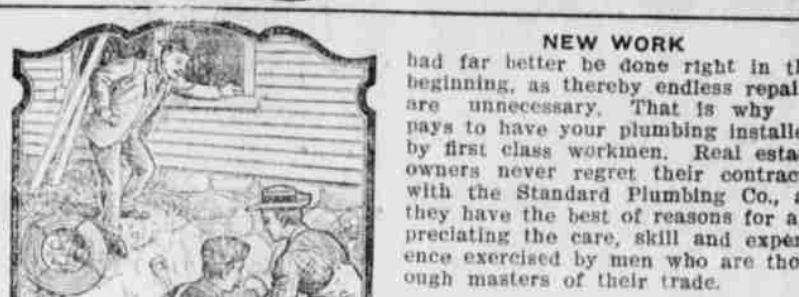 NEW WORK
had far better be done right in th
beginning, as thereby endless repai
are unnecessary. That is why
pays to have your plumbing installe
by first class workmen. Real esta
owners never regret their contrac
with the Standard Plumbing Co., a
they have the best of reasons for a
preciating the care, skill and exper
ence exercised by men who are tho
ough masters of their trade.